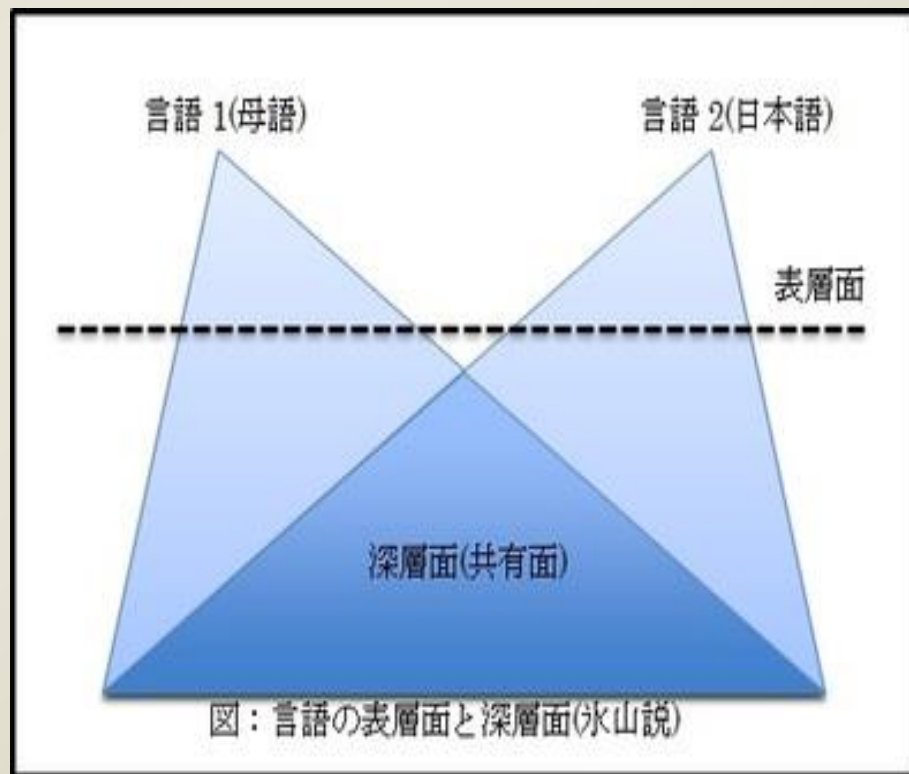 言語 1(母語)
言語 2(日本語)
表層面
深層面(共有面)
図：言語の表層面と深層面(氷山説)